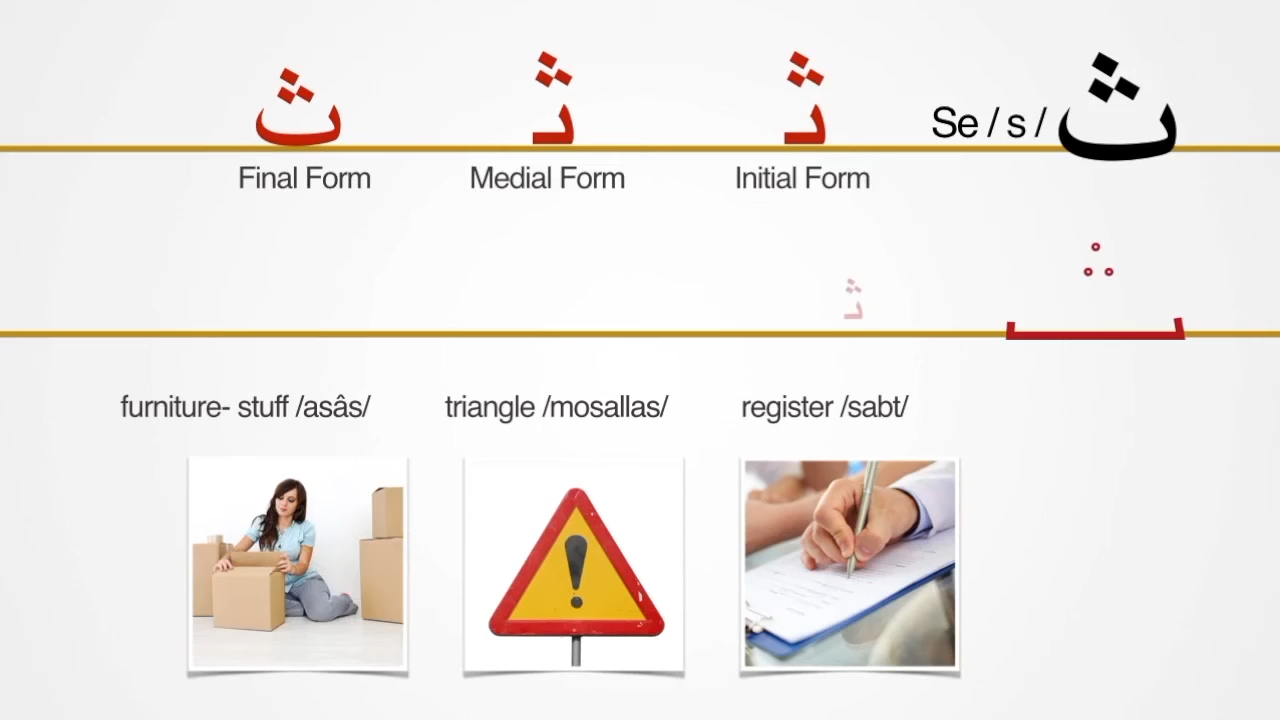 ث ﺛ ﺛ Se / s / ث
Final Form Medial Form Initial Form
ﺛ
furniture- stuff /asâs/ triangle /mosallas/ register /sabt/